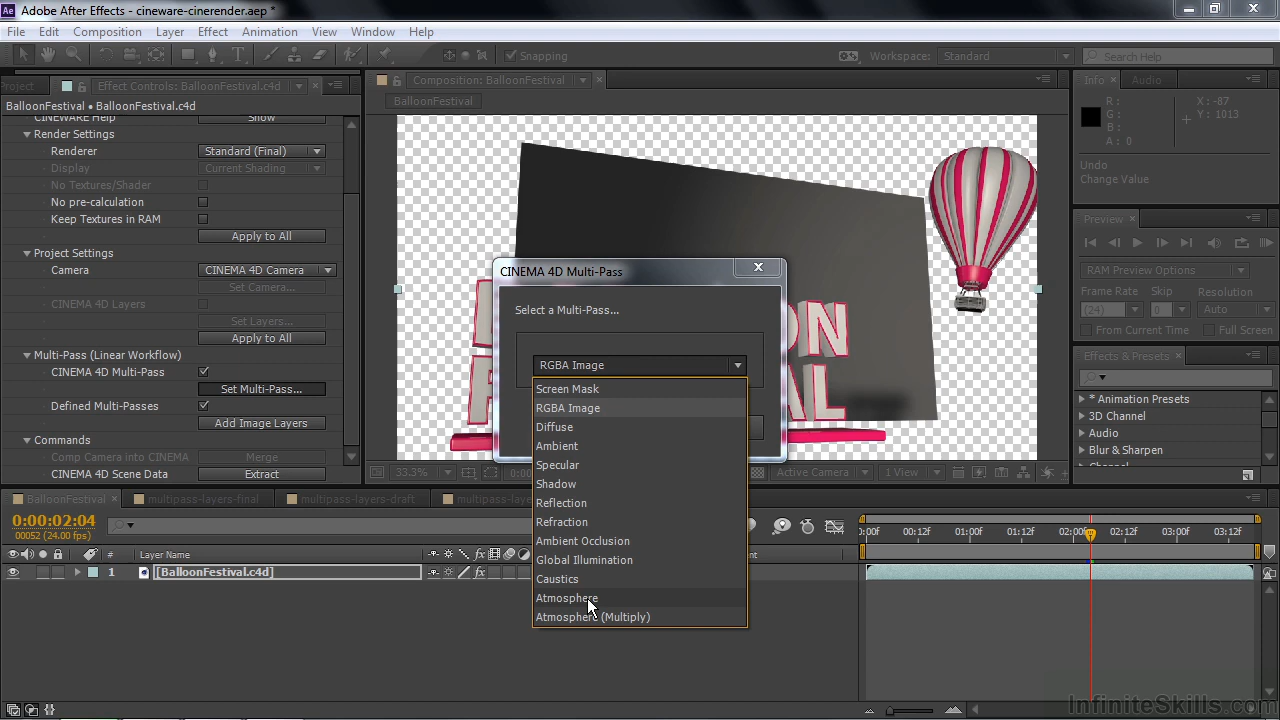 Adobe After Effects - cineware-cinerender.aep *
File Edit Composition Layer Effect Animation View Window Help
Snapping
Workspace: Standard
Search Help
Project
Effect Controls: BalloonFestival.c4d
Composition: BalloonFestival
Info Audio
BalloonFestival • BalloonFestival.c4d
BalloonFestival
CINEWARE Help Show
Render Settings
Renderer Standard (Final)
Display Current Shading
No Textures/Shader
No pre-calculation
Keep Textures in RAM
Apply to All
Project Settings
Camera CINEMA 4D Camera
Set Camera...
CINEMA 4D Layers
Set Layers...
Apply to All
Multi-Pass (Linear Workflow)
CINEMA 4D Multi-Pass
Set Multi-Pass...
Defined Multi-Passes
Add Image Layers
Commands
Comp Camera into CINEMA Merge
CINEMA 4D Scene Data Extract
ON
AL
CINEMA 4D Multi-Pass
Select a Multi-Pass...
RGBA Image
Screen Mask
RGBA Image
Diffuse
Ambient
Specular
Shadow
Reflection
Refraction
Ambient Occlusion
Global Illumination
Caustics
Atmosphere
Atmosphere (Multiply)
33.3%
Active Camera
1 View
R :
G :
B :
A : 0
X : -87
Y : 1013
Undo
Change Value
Preview
RAM Preview Options
Frame Rate Skip Resolution
(24) 0 Auto
From Current Time Full Screen
Effects & Presets
* Animation Presets
3D Channel
Audio
BalloonFestival
multipass-layers-final
multipass-layers-draft
0:00:02:04
00052 (24.00 fps)
# Layer Name
1 [BalloonFestival.c4d]
:00f 00:12f 01:00f 01:12f 02:00f 02:12f 03:00f 03:12f
InfiniteSkills.com